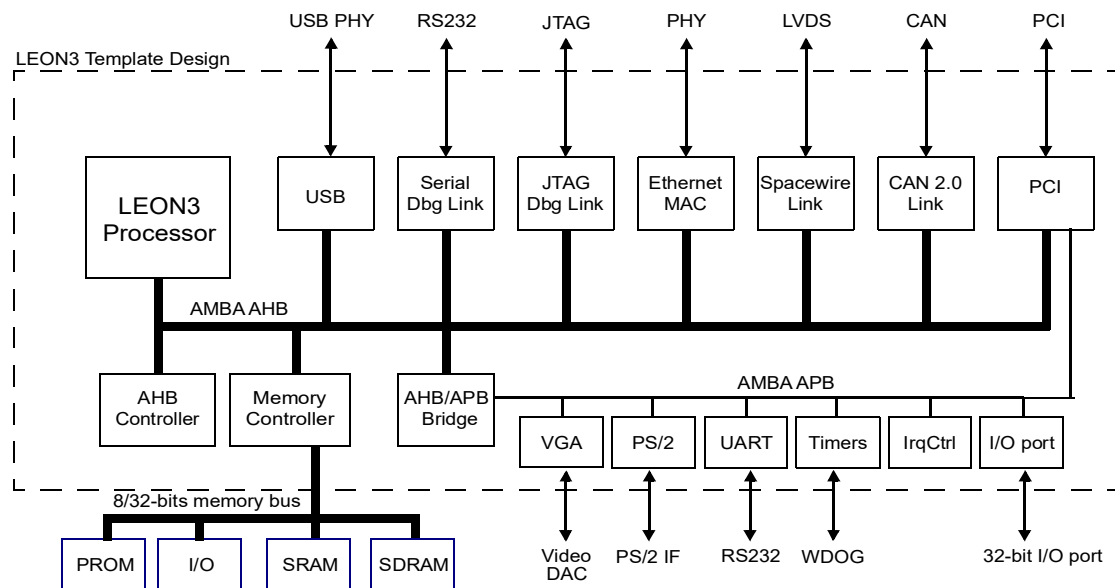 USB PHY RS232 JTAG PHY LVDS CAN PCI
LEON3 Template Design
LEON3
Processor
USB
Serial
Dbg Link
JTAG
Dbg Link
Ethernet
MAC
Spacewire
Link
CAN 2.0
Link
PCI
AMBA AHB
AHB
Controller
Memory
Controller
AHB/APB
Bridge
AMBA APB
VGA
PS/2
UART
Timers
IrqCtrl
I/O port
8/32-bits memory bus
PROM
I/O
SRAM
SDRAM
Video
DAC
PS/2 IF
RS232
WDOG
32-bit I/O port